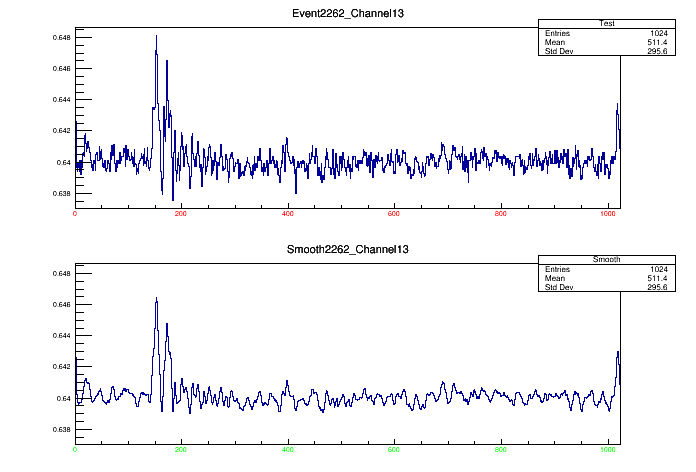 Event2262_Channel13
Test
Entries 1024
Mean 511.4
Std Dev 295.6
0.648
0.646
0.644
0.642
0.64
0.638
0 200 400 600 800 1000
Smooth2262_Channel13
Smooth
Entries 1024
Mean 511.4
Std Dev 295.6
0.648
0.646
0.644
0.642
0.64
0.638
0 200 400 600 800 1000